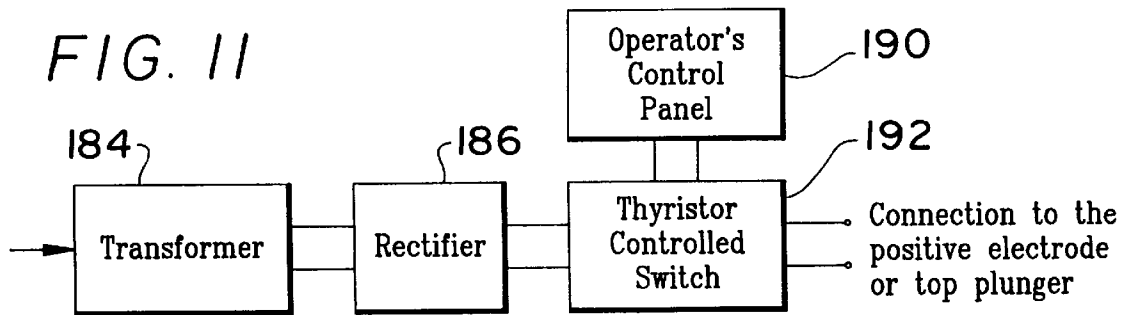 FIG. 11
Operator's
Control
Panel
190
184
186
192
Transformer
Rectifier
Thyristor
Controlled
Switch
Connection to the
positive electrode
or top plunger